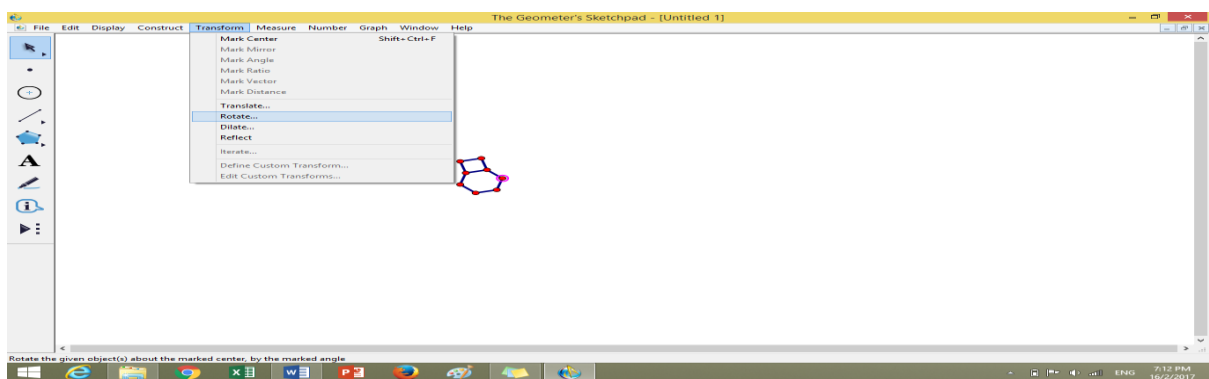 The Geometer's Sketchpad - [Untitled 1]
File Edit Display Construct Transform Measure Number Graph Window Help
Mark Center Shift+Ctrl+F
Mark Mirror
Mark Angle
Mark Ratio
Mark Vector
Mark Distance
Translate...
Rotate...
Dilate...
Reflect
Iterate...
Define Custom Transform...
Edit Custom Transforms...
A
Rotate the given object(s) about the marked center, by the marked angle
ENG
7:12 PM
16/2/2017